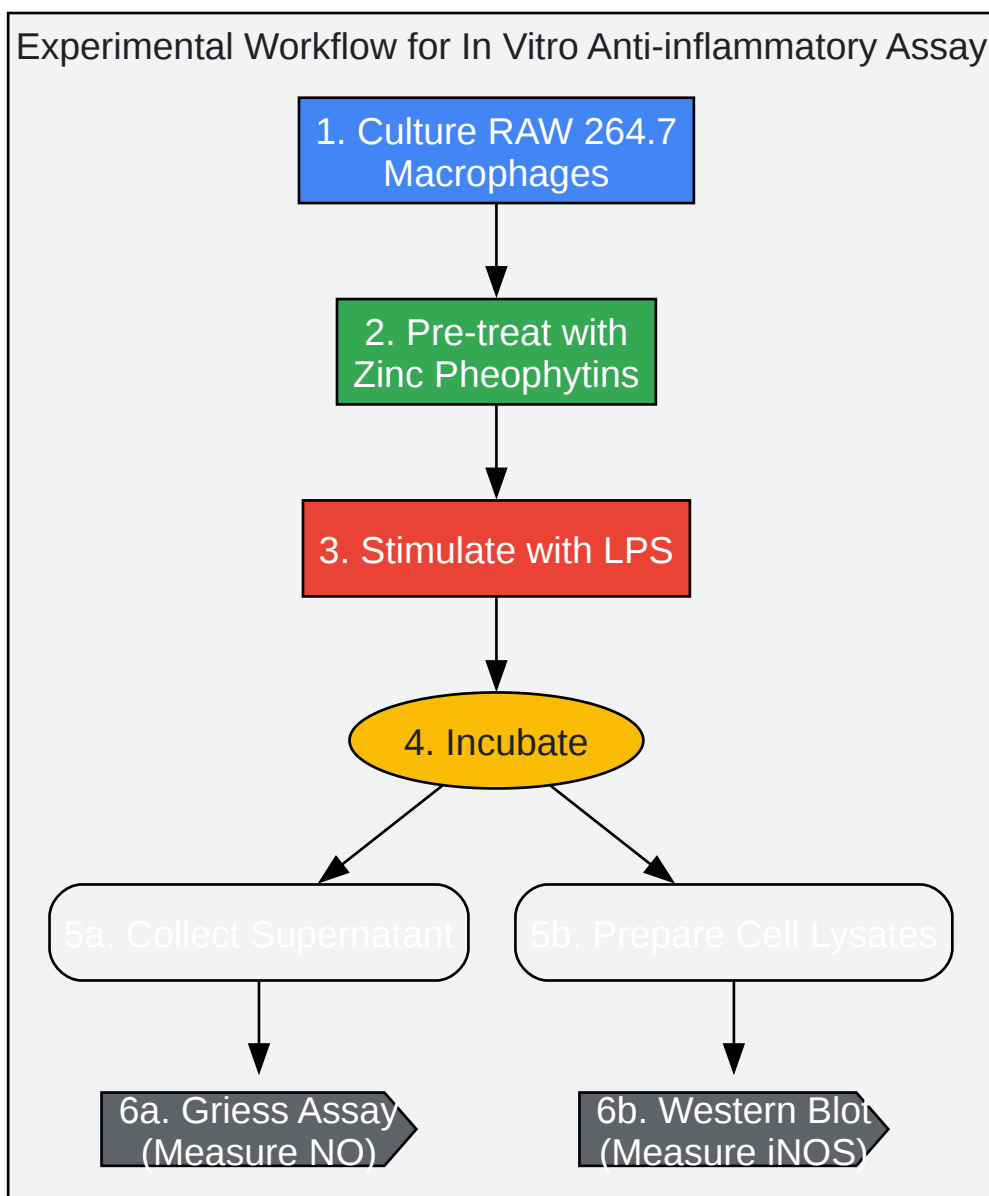 Experimental Workflow for In Vitro Anti-inflammatory Assay
1. Culture RAW 264.7
Macrophages
2. Pre-treat with
Zinc Pheophytins
3. Stimulate with LPS
4. Incubate
5a. Collect Supernatant
5b. Prepare Cell Lysates
6a. Griess Assay
(Measure NO)
6b. Western Blot
(Measure iNOS)